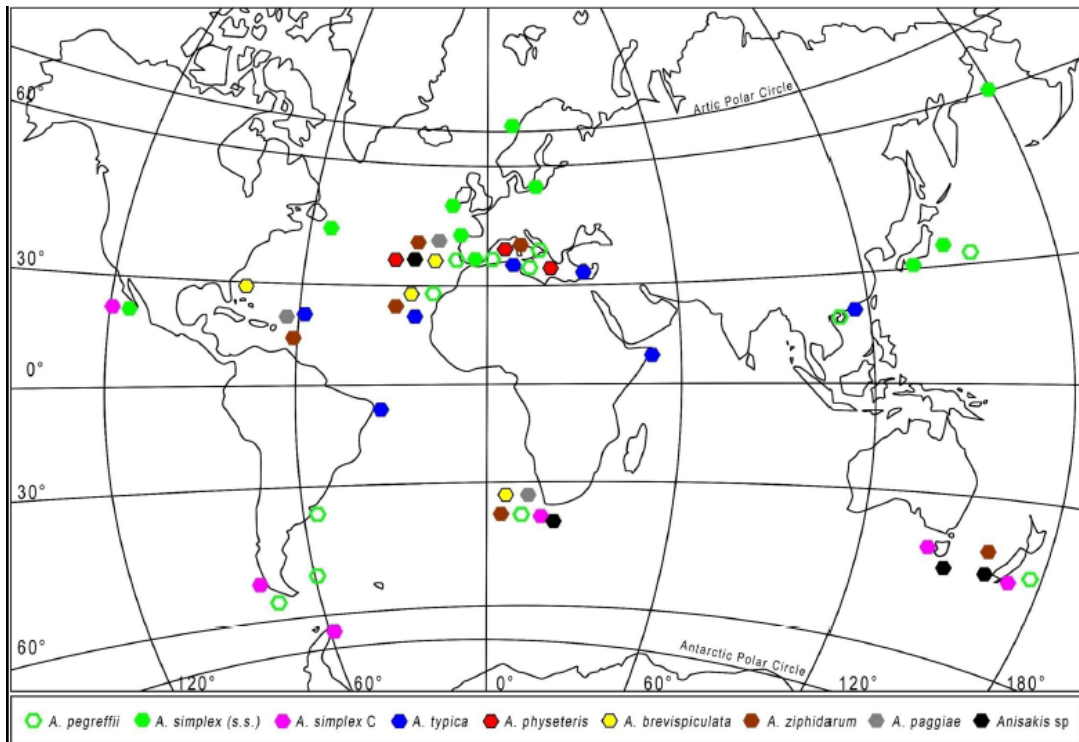 Artic Polar Circle
60°
30°
0°
30°
Antarctic Polar Circle
60°
120° 60° 0° 60° 120° 180°
A. pegreffii A. simplex (s.s.) A. simplex C A. typica A. physeteris A. brevispiculata A. ziphidarum A. paggiae Anisakis sp